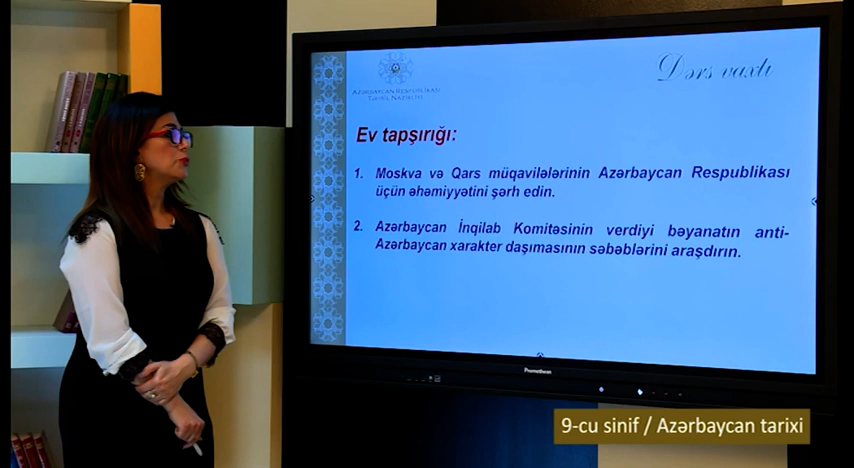 Dərs vaxtı
AZƏRBAYCAN RESPUBLİKASI
TƏHSİL NAZİRLİYİ
Ev tapşırığı:
1. Moskva və Qars müqavilələrinin Azərbaycan Respublikası
üçün əhəmiyyətini şərh edin.
2. Azərbaycan İnqilab Komitəsinin verdiyi bəyanatın anti-
Azərbaycan xarakter daşımasının səbəblərini araşdırın.
Promethean
9-cu sinif / Azərbaycan tarixi